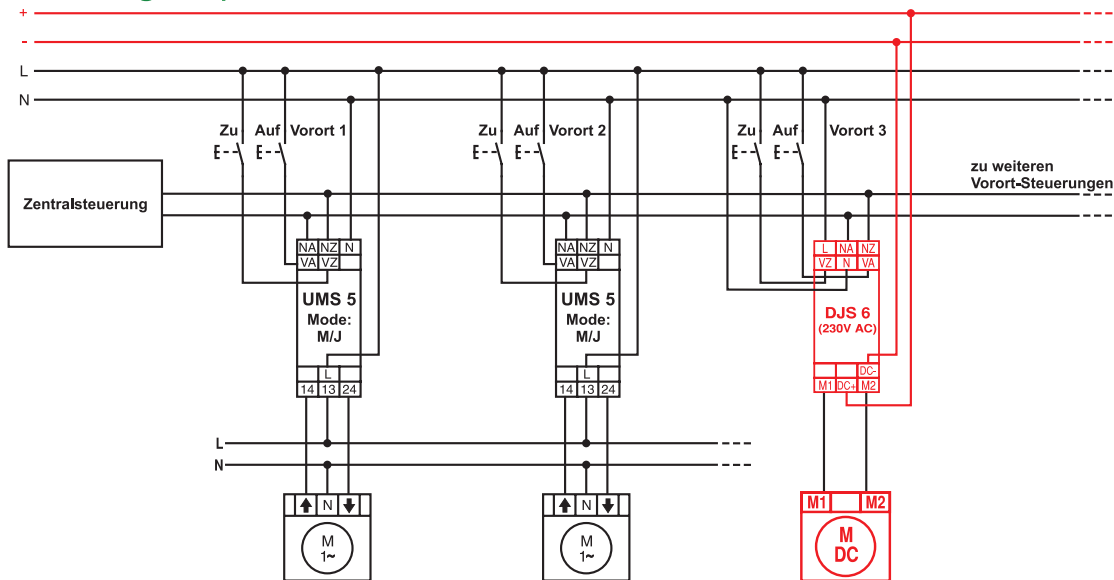 +
-
L
N
Zu Auf Vorort 1
Zu Auf Vorort 2
Zu Auf Vorort 3
zu weiteren
Vorort-Steuerungen
Zentralsteuerung
NA NZ N
VA VZ
UMS 5
Mode:
M/J
L
14 13 24
NA NZ N
VA VZ
UMS 5
Mode:
M/J
L
14 13 24
L NA NZ
VZ N VA
DJS 6
(230V AC)
DC-
M1 DC+ M2
L
N
N
M
1~
N
M
1~
M1 M2
M
DC